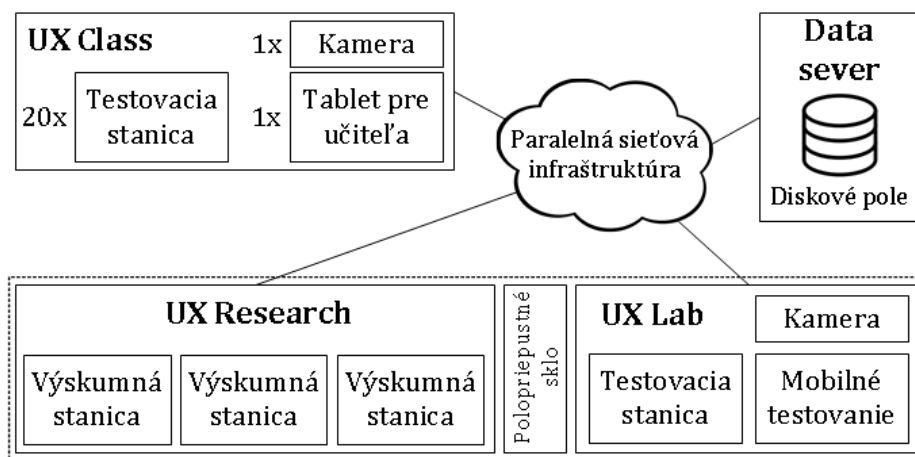 UX Class
1x
Kamera
20x
Testovacia
stanica
1x
Tablet pre
učiteľa
Paralelná sieťová
infraštruktúra
Data
sever
Diskové pole
UX Research
Výskumná
stanica
Výskumná
stanica
Výskumná
stanica
Polopriepustné
sklo
UX Lab
Kamera
Testovacia
stanica
Mobilné
testovanie